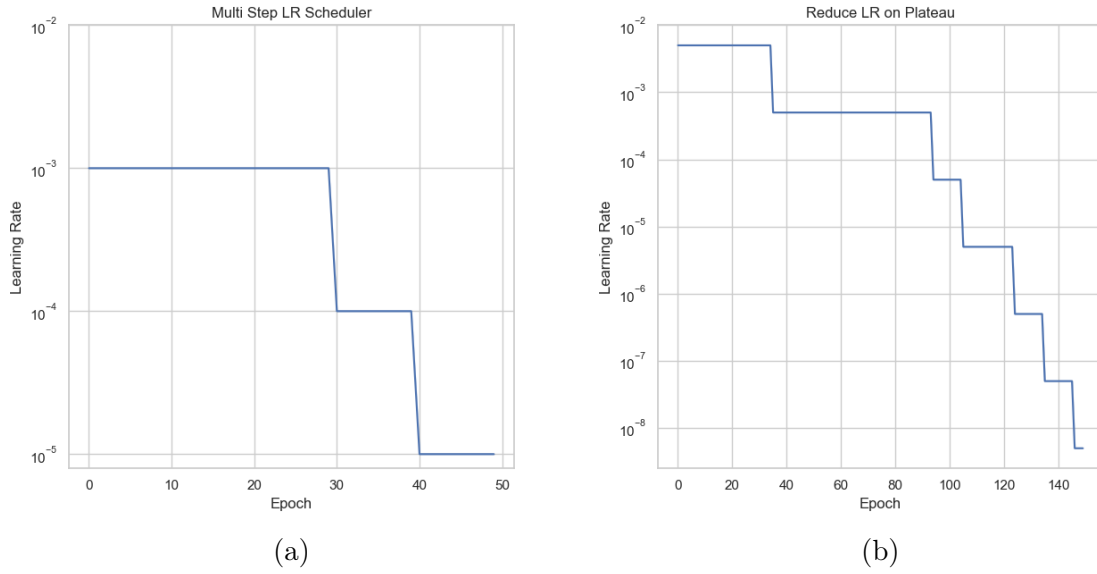 Multi Step LR Scheduler
10⁻²
10⁻³
10⁻⁴
10⁻⁵
Learning Rate
0 10 20 30 40 50
Epoch
(a)
Reduce LR on Plateau
10⁻²
10⁻³
10⁻⁴
10⁻⁵
10⁻⁶
10⁻⁷
10⁻⁸
Learning Rate
0 20 40 60 80 100 120 140
Epoch
(b)